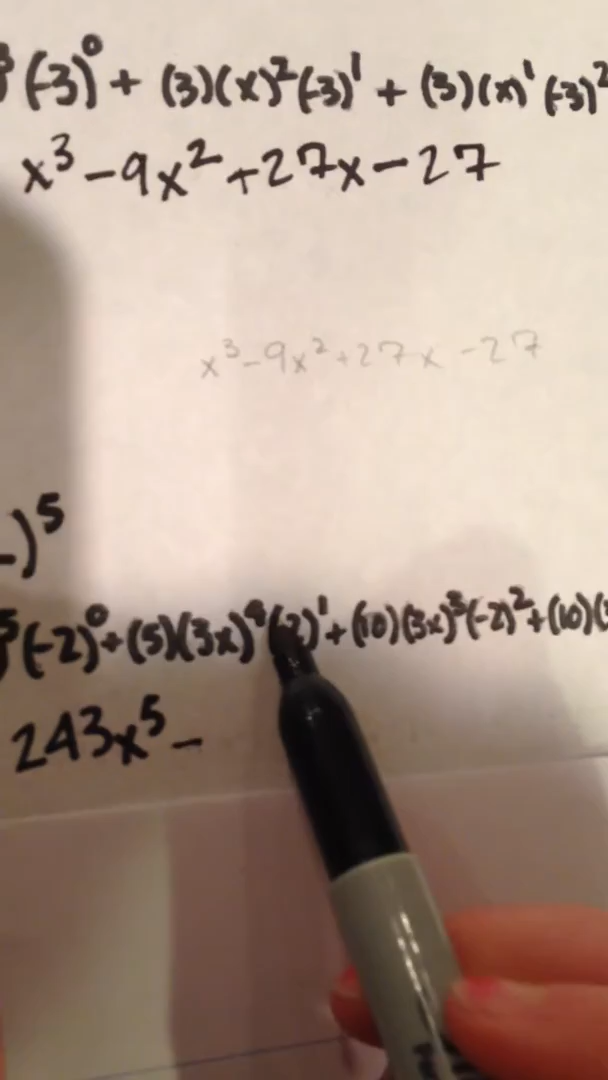 (-3)⁰ + (3)(x)²(-3)¹ + (3)(x)¹(-3)²
x³-9x²+27x-27
x³-9x²+27x-27
)⁵
(-2)⁰+(5)(3x)⁴(-2)¹+(10)(3x)³(-2)²+(10)(
243x⁵-